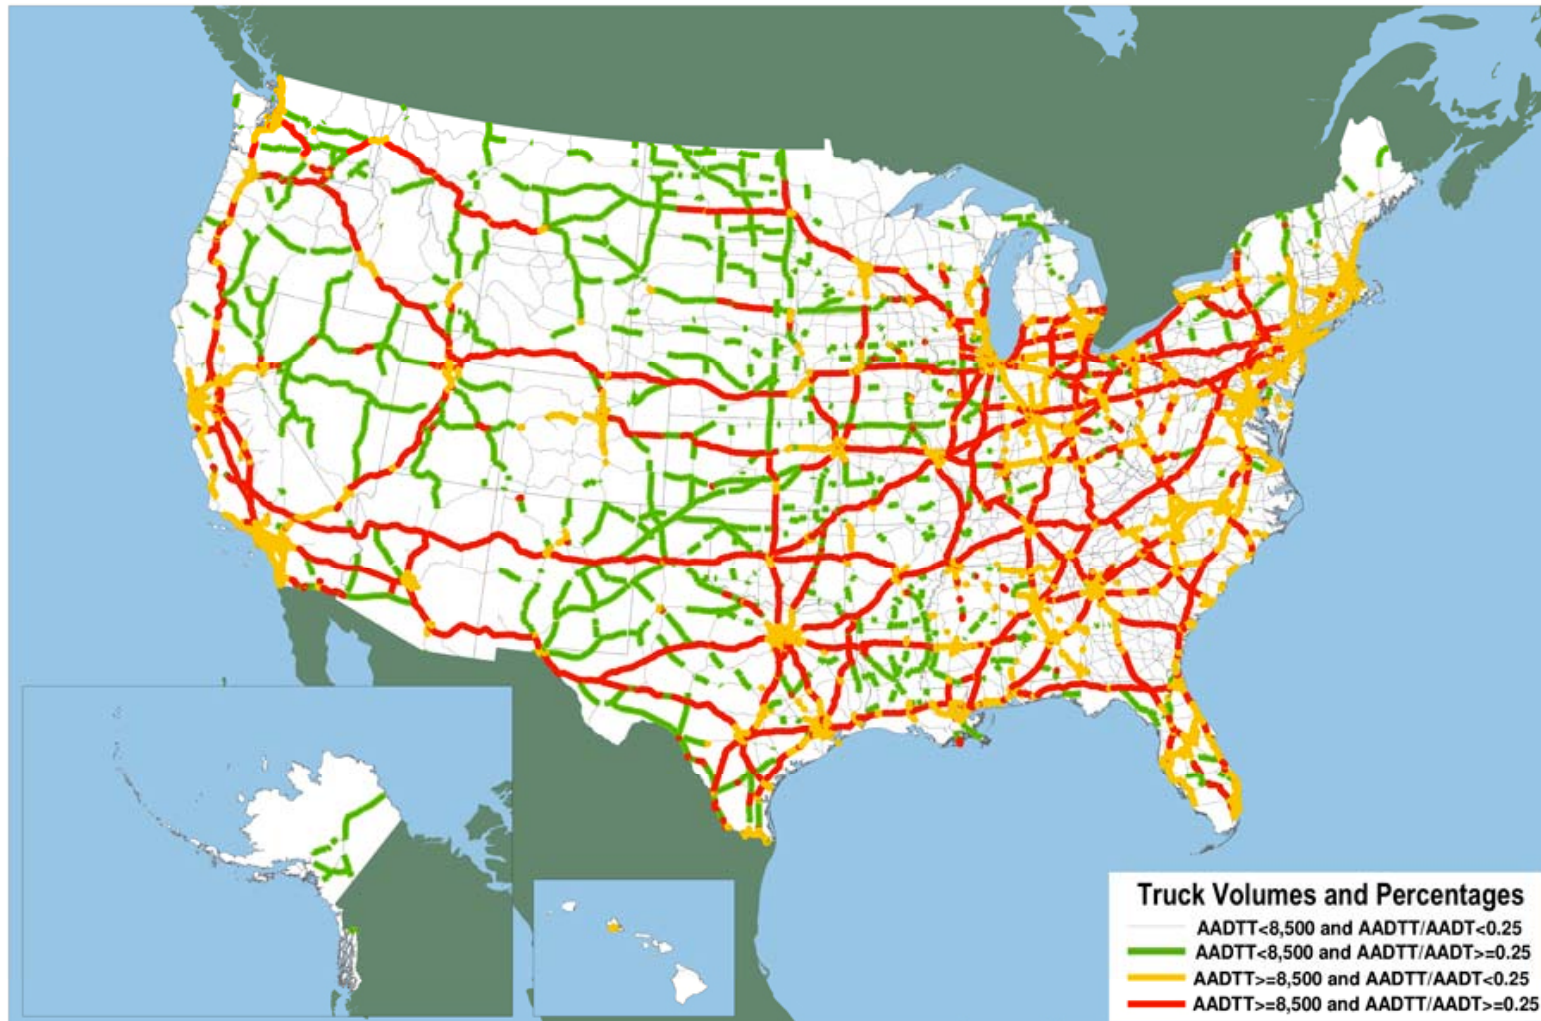 Truck Volumes and Percentages
AADTT<8,500 and AADTT/AADT<0.25
AADTT<8,500 and AADTT/AADT>=0.25
AADTT>=8,500 and AADTT/AADT<0.25
AADTT>=8,500 and AADTT/AADT>=0.25